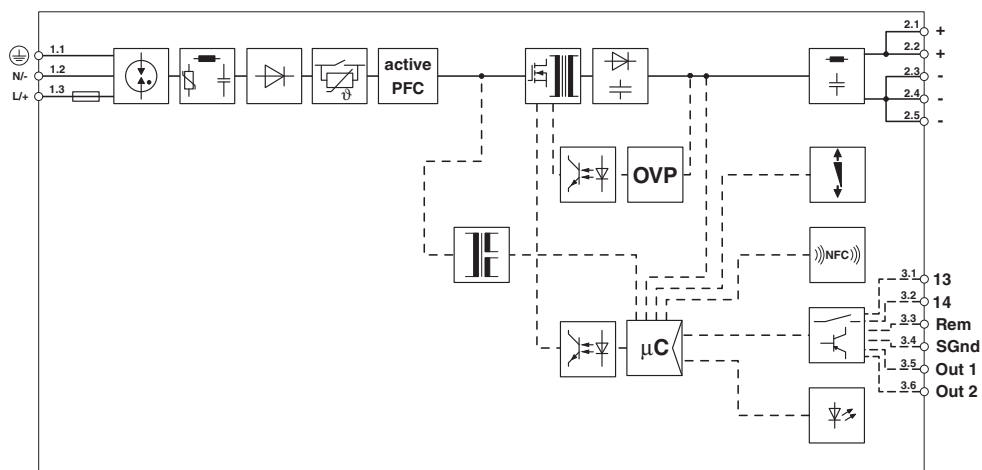 1.1
N/- 1.2
L/+ 1.3
ϑ
active
PFC
2.1 +
2.2 +
2.3 -
2.4 -
2.5 -
OVP
NFC
µC
3.1 13
3.2 14
3.3 Rem
3.4 SGnd
3.5 Out 1
3.6 Out 2